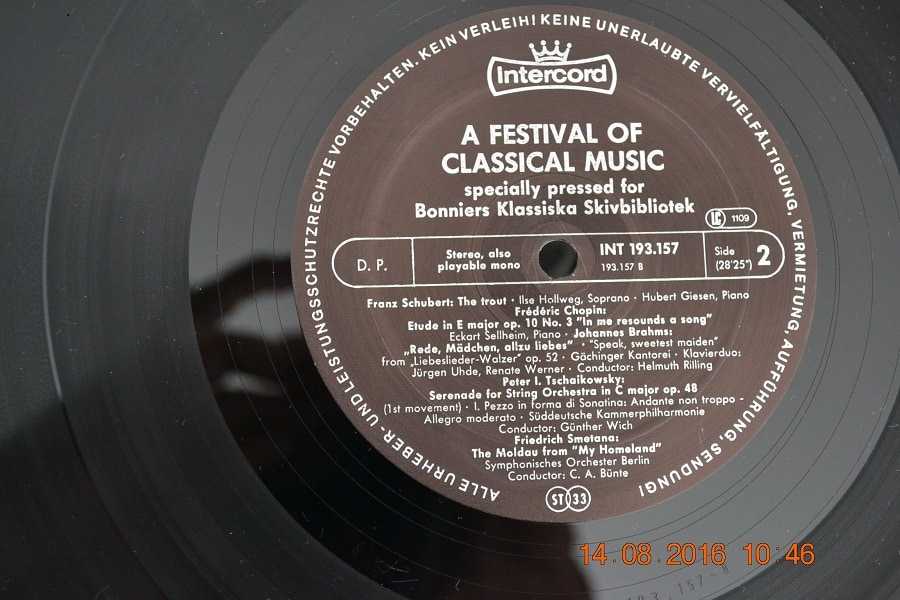 ALLE URHEBER- UND LEISTUNGSSCHUTZRECHTE VORBEHALTEN. KEIN VERLEIH! KEINE UNERLAUBTE VERVIELFÄLTIGUNG, VERMIETUNG, AUFFÜHRUNG, SENDUNG!
Intercord
A FESTIVAL OF
CLASSICAL MUSIC
specially pressed for
Bonniers Klassiska Skivbibliotek
LC 1109
D. P.
Stereo, also
playable mono
INT 193.157
193.157 B
Side 2
(28'25")
Franz Schubert: The trout · Ilse Hollweg, Soprano · Hubert Giesen, Piano
Frédéric Chopin:
Etude in E major op. 10 No. 3 "In me resounds a song"
Eckart Sellheim, Piano · Johannes Brahms:
„Rede, Mädchen, allzu liebes“ · "Speak, sweetest maiden"
from „Liebeslieder-Walzer" op. 52 · Gächinger Kantorei · Klavierduo:
Jürgen Uhde, Renate Werner · Conductor: Helmuth Rilling
Peter I. Tschaikowsky:
Serenade for String Orchestra in C major op. 48
(1st movement) · I. Pezzo in forma di Sonatina: Andante non troppo -
Allegro moderato · Süddeutsche Kammerphilharmonie
Conductor: Günther Wich
Friedrich Smetana:
The Moldau from "My Homeland"
Symphonisches Orchester Berlin
Conductor: C. A. Bünte
ST 33
14.08.2016 10:46